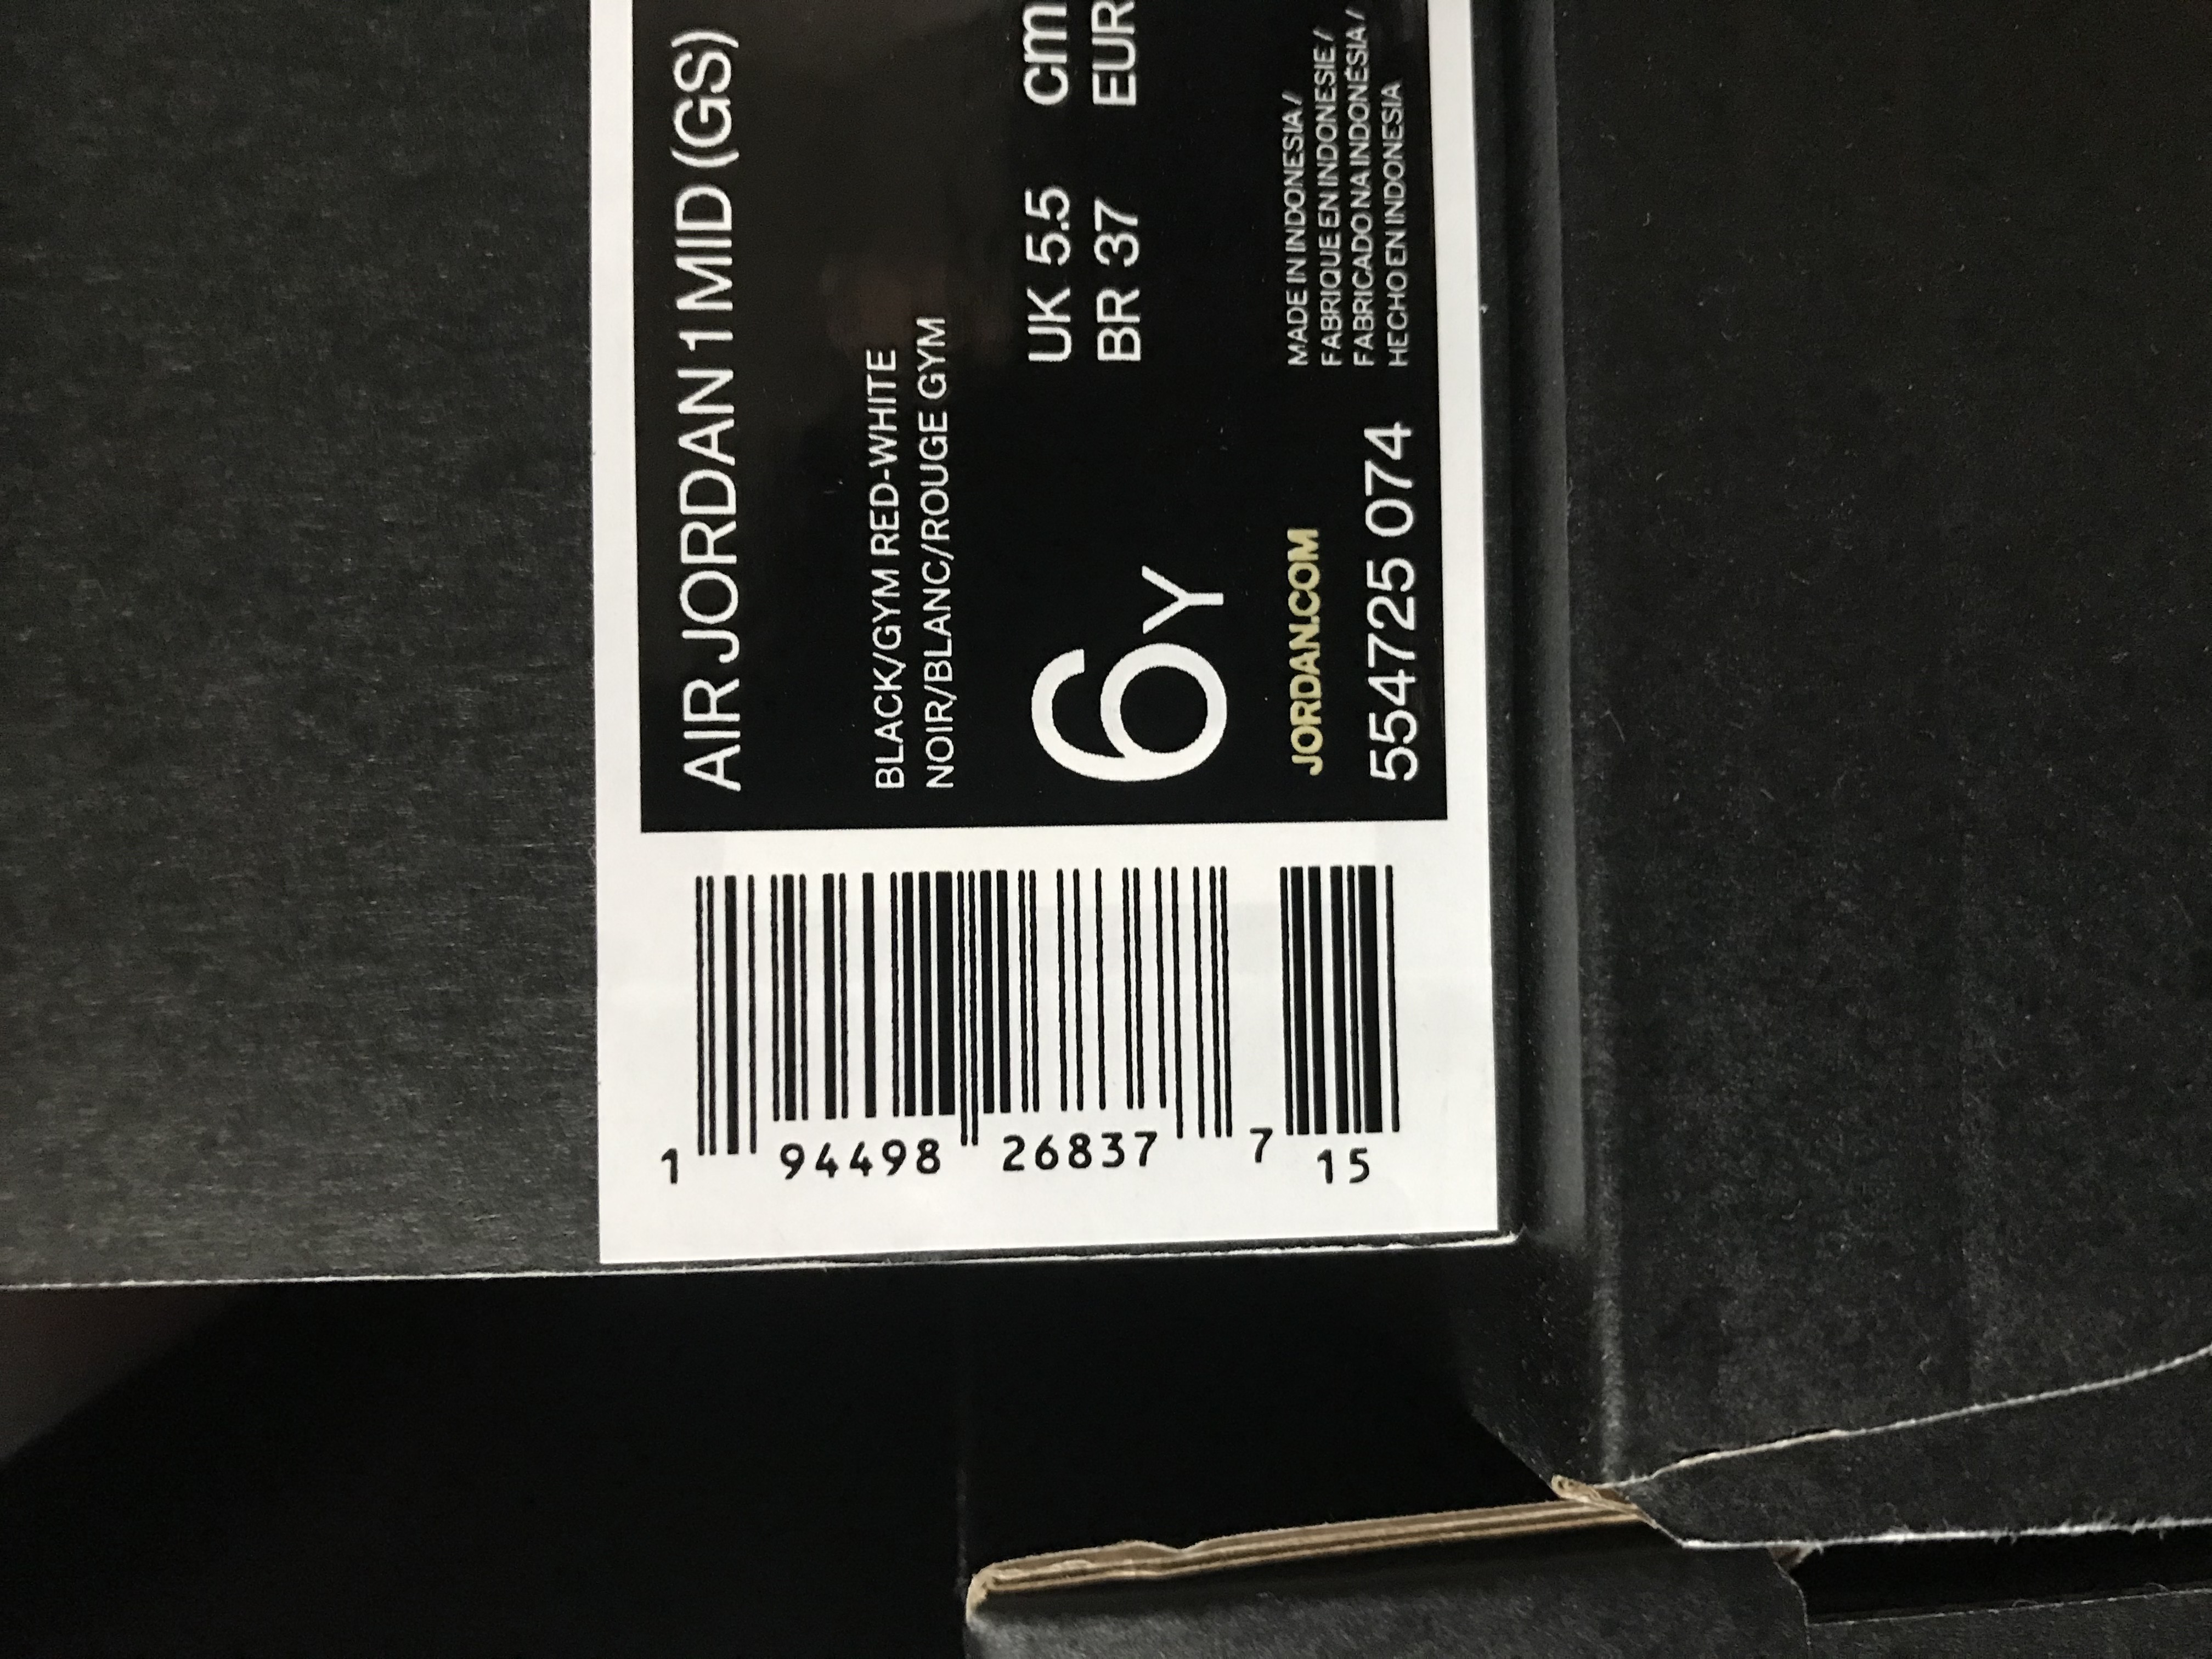 1 94498 26837 7 15
AIR JORDAN 1 MID (GS)
BLACK/GYM RED-WHITE
NOIR/BLANC/ROUGE GYM
6Y
UK 5.5 cm
BR 37 EUR
JORDAN.COM
554725 074
MADE IN INDONESIA /
FABRIQUE EN INDONESIE /
FABRICADO NA INDONÉSIA /
HECHO EN INDONESIA